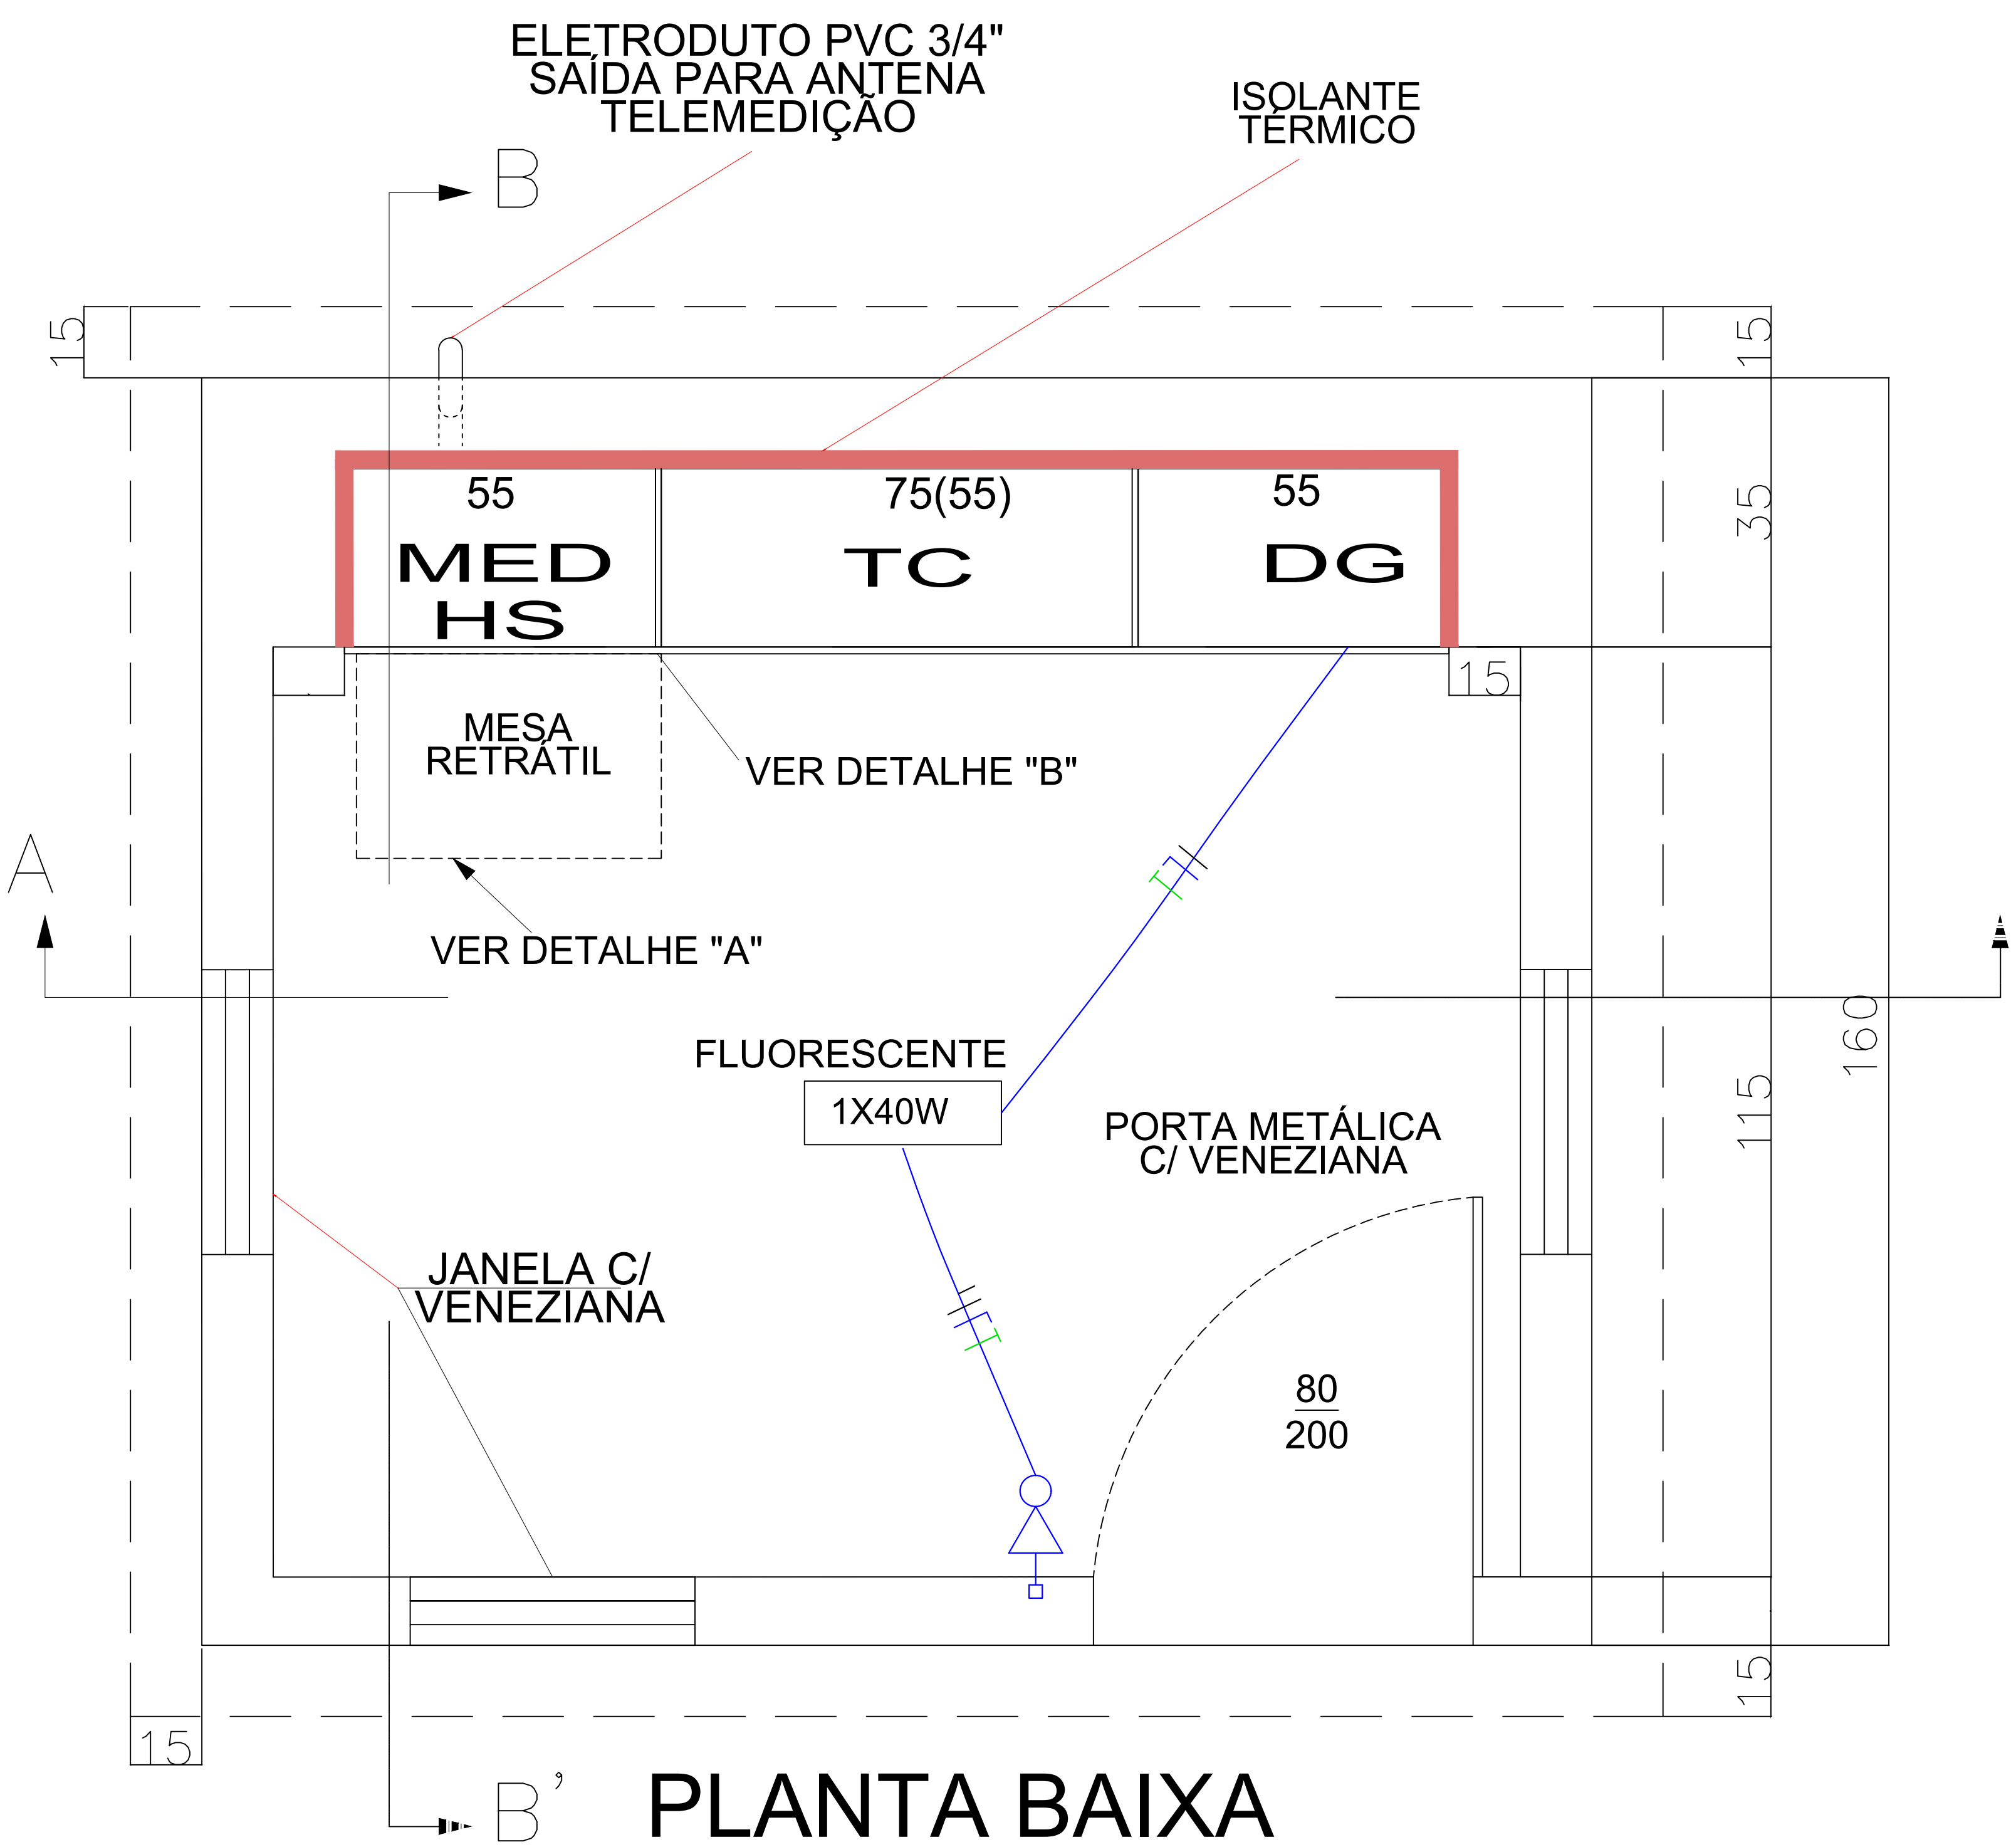 ELETRODUTO PVC 3/4"
SAÍDA PARA ANTENA
TELEMEDIÇÃO
ISOLANTE
TERMICO
B
15
15
55
75(55)
55
35
MED
HS
TC
DG
15
MESA
RETRÁTIL
VER DETALHE "B"
A
VER DETALHE "A"
160
FLUORESCENTE
1X40W
115
PORTA METÁLICA
C/ VENEZIANA
JANELA C/
VENEZIANA
80
200
15
15
B'
PLANTA BAIXA